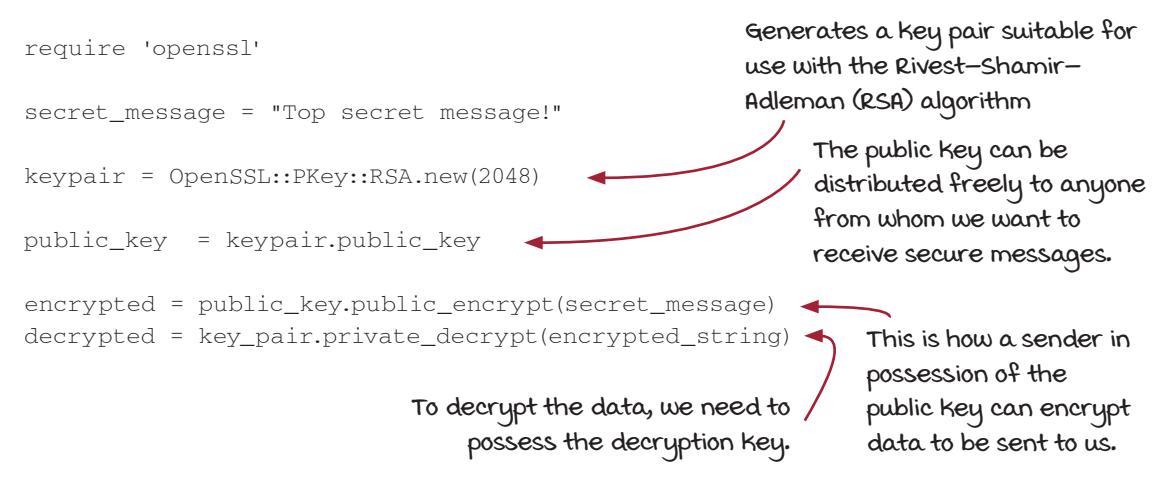 require 'openssl'
secret_message = "Top secret message!"
keypair = OpenSSL::PKey::RSA.new(2048)
public_key  = keypair.public_key
encrypted = public_key.public_encrypt(secret_message)
decrypted = key_pair.private_decrypt(encrypted_string)
Generates a key pair suitable for
use with the Rivest–Shamir–
Adleman (RSA) algorithm
The public key can be
distributed freely to anyone
from whom we want to
receive secure messages.
This is how a sender in
possession of the
public key can encrypt
data to be sent to us.
To decrypt the data, we need to
possess the decryption key.